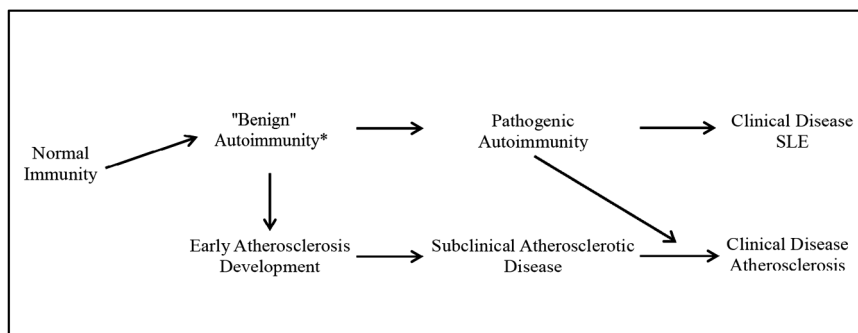 "Benign"
Autoimmunity*
Pathogenic
Autoimmunity
Clinical Disease
SLE
Normal
Immunity
Early Atherosclerosis
Development
Subclinical Atherosclerotic
Disease
Clinical Disease
Atherosclerosis